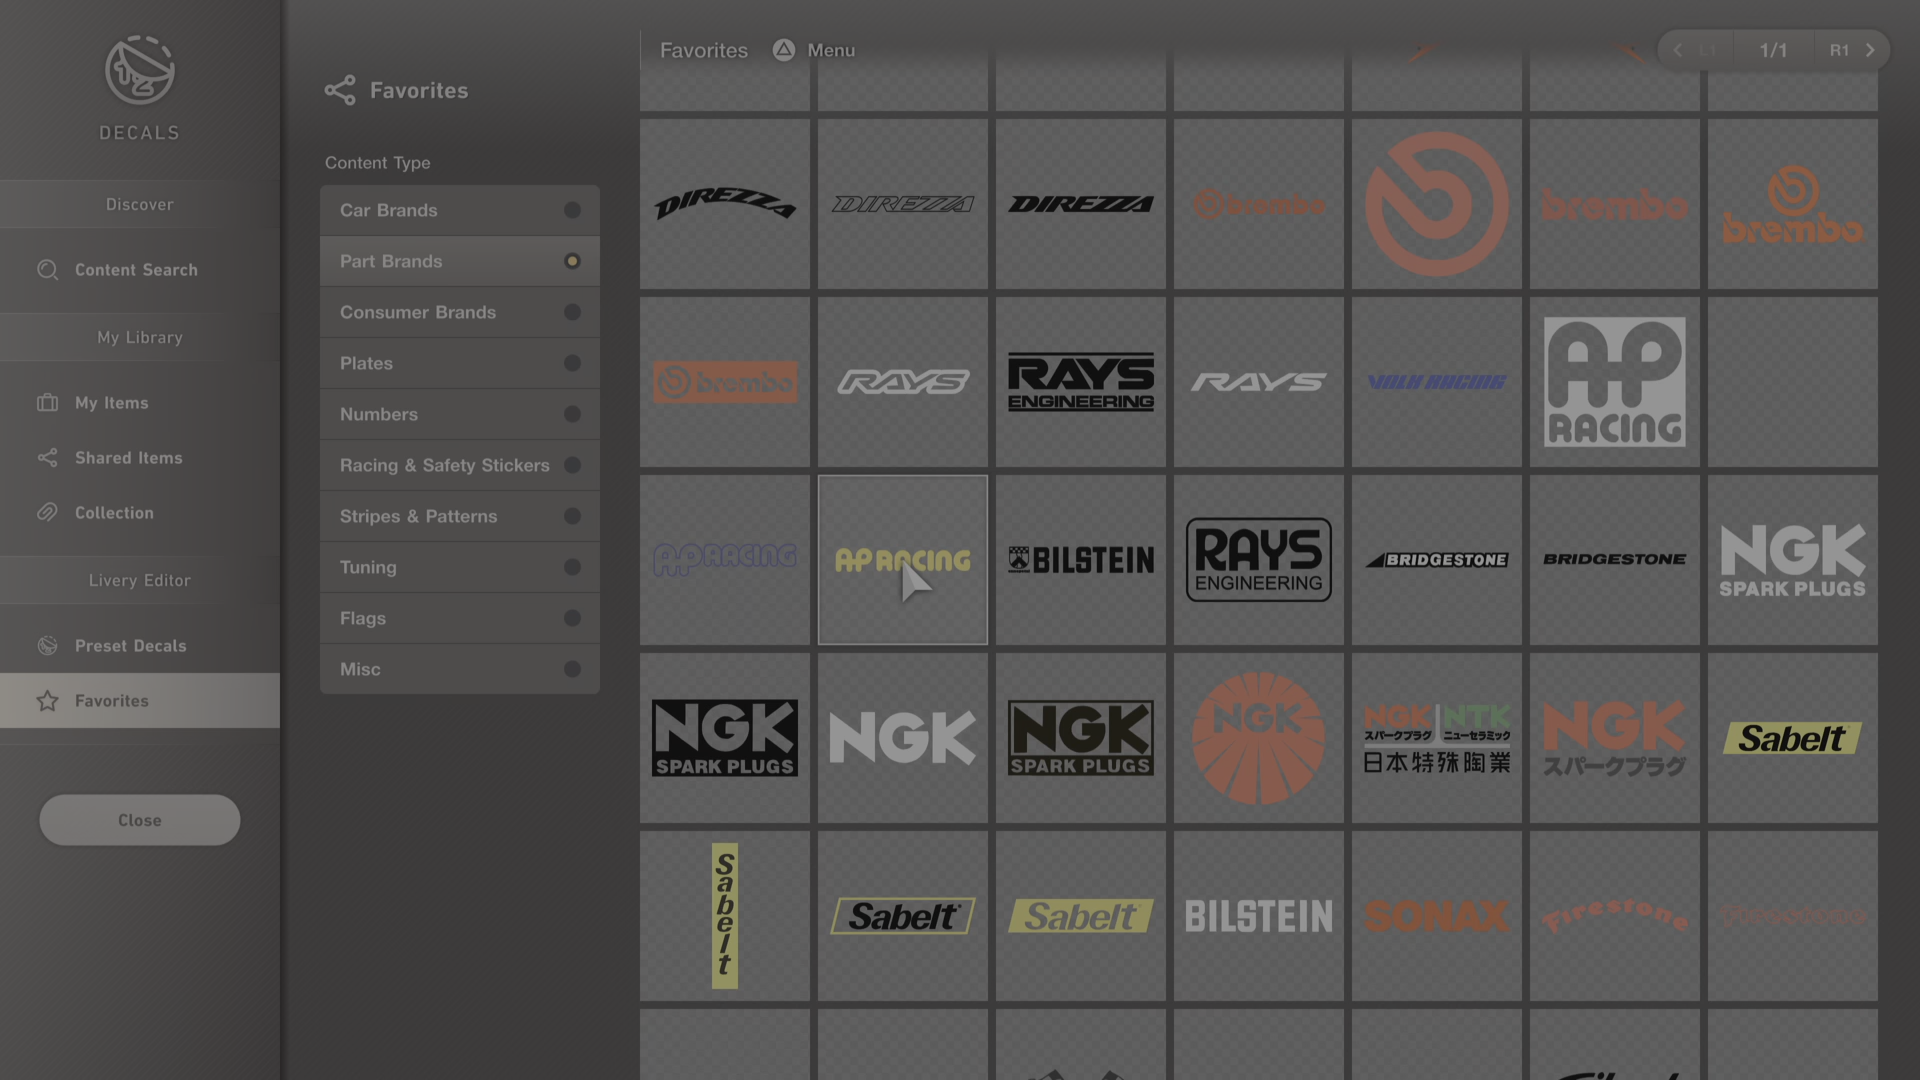 DECALS
Discover
Content Search
My Library
My Items
Shared Items
Collection
Livery Editor
Preset Decals
Favorites
Close
Favorites
Content Type
Car Brands
Part Brands
Consumer Brands
Plates
Numbers
Racing & Safety Stickers
Stripes & Patterns
Tuning
Flags
Misc
Favorites Menu
L1 1/1 R1
DIREZZA
DIREZZA
DIREZZA
brembo
brembo
brembo
brembo
RAYS
RAYS
ENGINEERING
RAYS
VOLK RACING
AP
RACING
AP RACING
AP RACING
BILSTEIN
RAYS
ENGINEERING
BRIDGESTONE
BRIDGESTONE
NGK
SPARK PLUGS
NGK
SPARK PLUGS
NGK
NGK
SPARK PLUGS
NGK
NGK NTK
スパークプラグ ニューセラミック
日本特殊陶業
NGK
スパークプラグ
Sabelt
Sabelt
Sabelt
Sabelt
BILSTEIN
SONAX
Firestone
Firestone